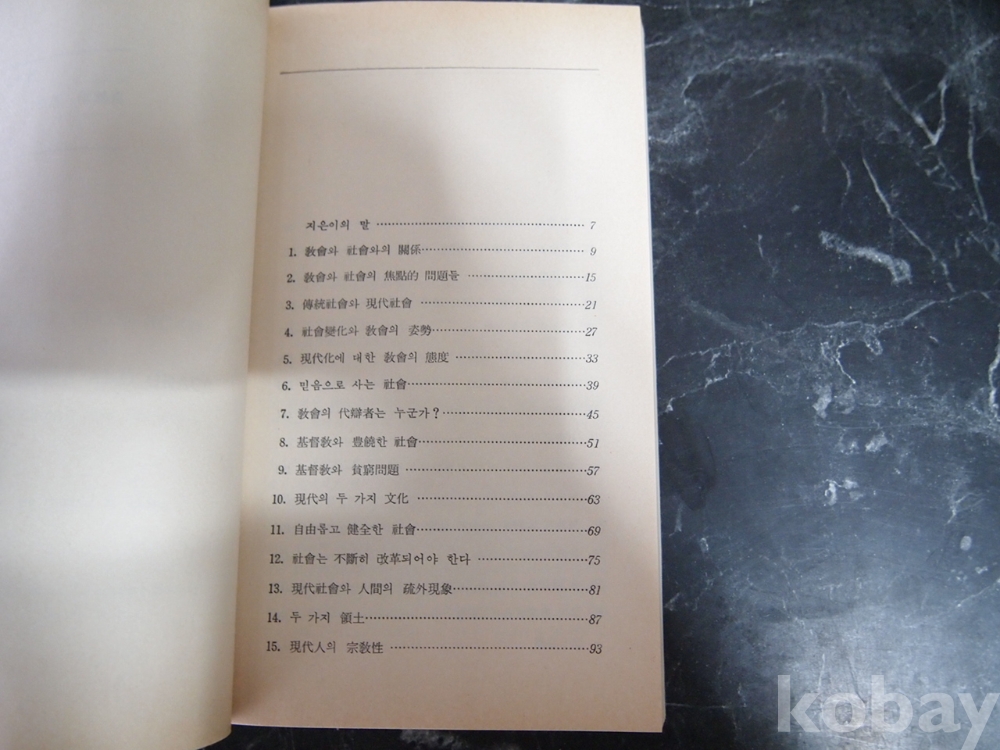 지은이의 말 ……………… 7
1. 敎會와 社會와의 關係 ……………… 9
2. 敎會와 社會의 焦點的 問題들 ……………… 15
3. 傳統社會와 現代社會 ……………… 21
4. 社會變化와 敎會의 姿勢 ……………… 27
5. 現代化에 대한 敎會의 態度 ……………… 33
6. 믿음으로 사는 社會 ……………… 39
7. 敎會의 代辯者는 누군가? ……………… 45
8. 基督敎와 豊饒한 社會 ……………… 51
9. 基督敎와 貧窮問題 ……………… 57
10. 現代의 두 가지 文化 ……………… 63
11. 自由롭고 健全한 社會 ……………… 69
12. 社會는 不斷히 改革되어야 한다 ……………… 75
13. 現代社會와 人間의 疏外現象 ……………… 81
14. 두 가지 領土 ……………… 87
15. 現代人의 宗敎性 ……………… 93
kobay